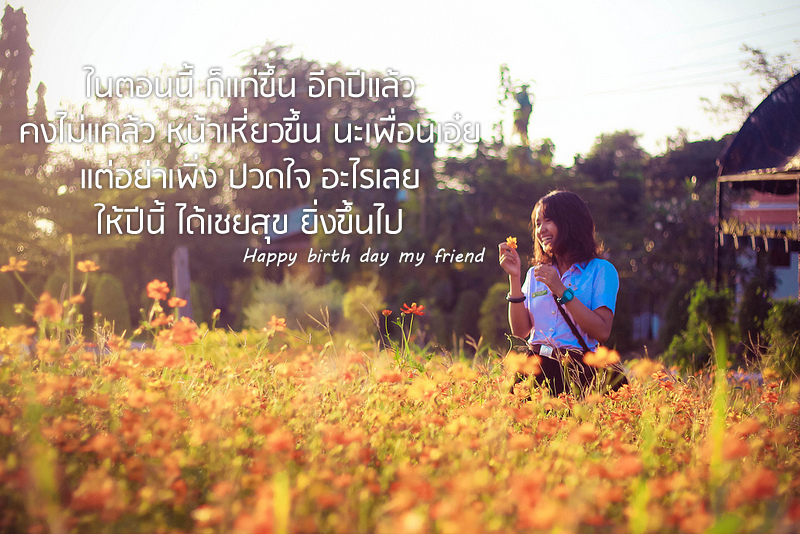 ในตอนนี้ ก็แก่ขึ้น อีกปีแล้ว
คงไม่แคล้ว หน้าเหี่ยวขึ้น นะเพื่อนเอ๋ย
แต่อย่าเพิ่ง ปวดใจ อะไรเลย
ให้ปีนี้ ได้เชยสุข ยิ่งขึ้นไป
Happy birth day my friend